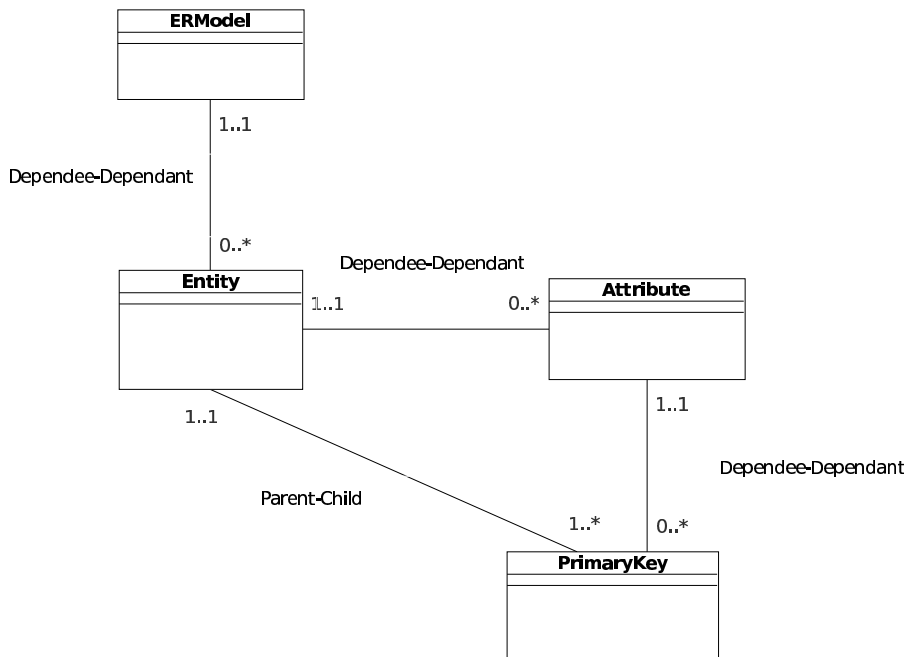 ERModel
1..1
Dependee-Dependant
0..*
Dependee-Dependant
Entity
Attribute
1..1
0..*
1..1
1..1
Dependee-Dependant
Parent-Child
1..*
0..*
PrimaryKey